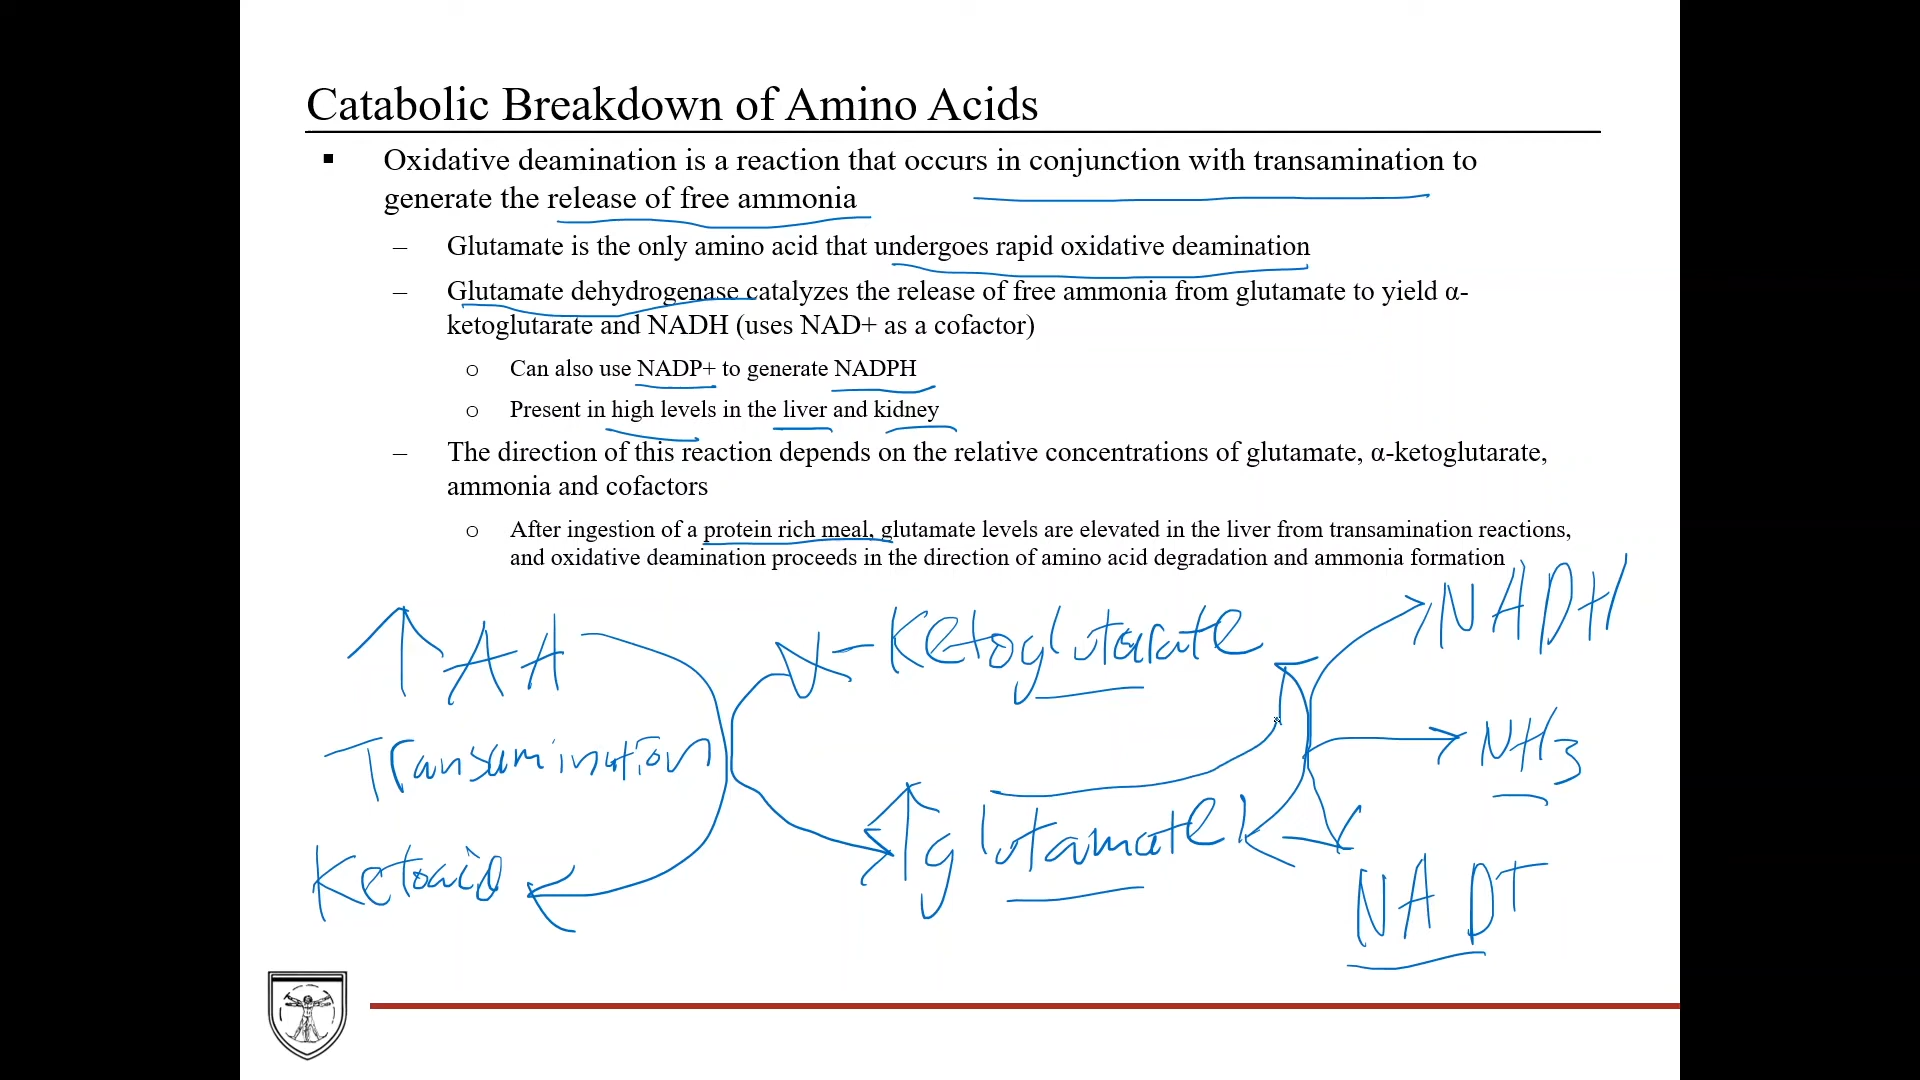 Catabolic Breakdown of Amino Acids
▪ Oxidative deamination is a reaction that occurs in conjunction with transamination to
generate the release of free ammonia
– Glutamate is the only amino acid that undergoes rapid oxidative deamination
– Glutamate dehydrogenase catalyzes the release of free ammonia from glutamate to yield α-
ketoglutarate and NADH (uses NAD+ as a cofactor)
o Can also use NADP+ to generate NADPH
o Present in high levels in the liver and kidney
– The direction of this reaction depends on the relative concentrations of glutamate, α-ketoglutarate,
ammonia and cofactors
o After ingestion of a protein rich meal, glutamate levels are elevated in the liver from transamination reactions,
and oxidative deamination proceeds in the direction of amino acid degradation and ammonia formation
↑ AA
α-Ketoglutarate
NADH
Transamination
NH3
Ketoacid
↑ glutamate
NAD+